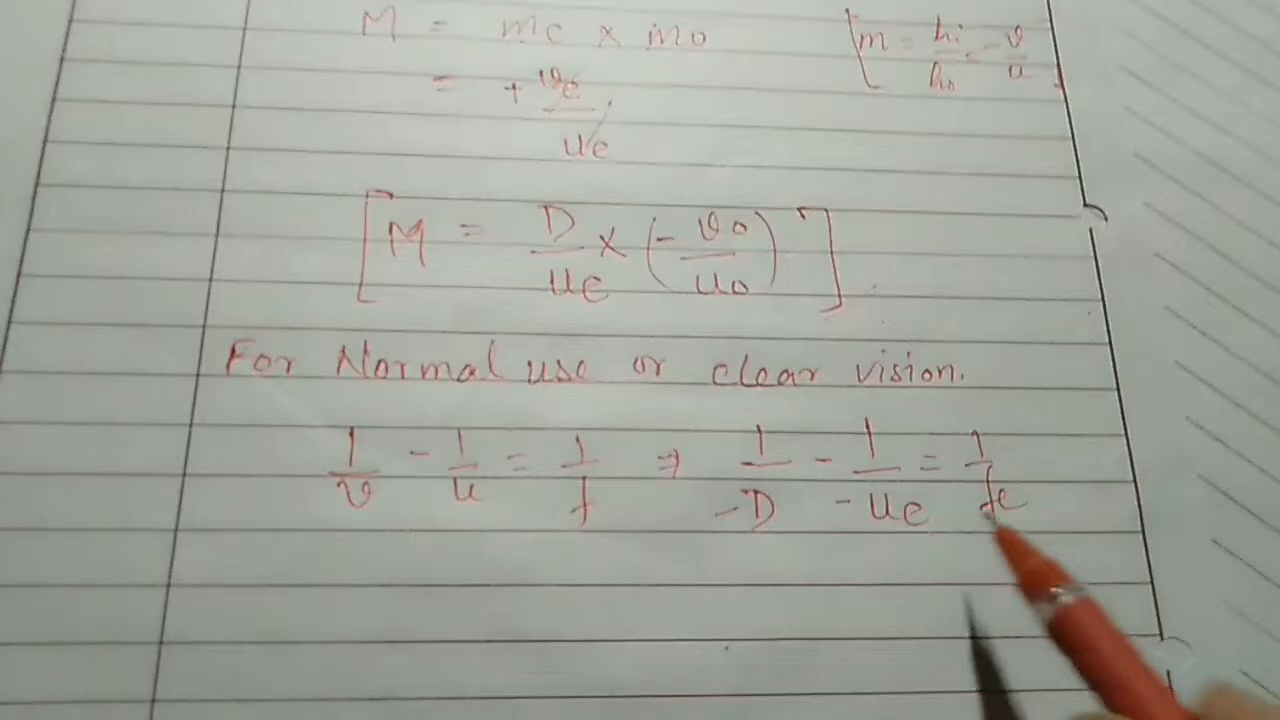 M = me × mo [m = hi/ho = -v/u]
= + ve/ue
[M = D/ue × (- vo/uo)]
For Normal use or clear vision.
1/v - 1/u = 1/f ⇒ 1/-D - 1/-ue = 1/fe